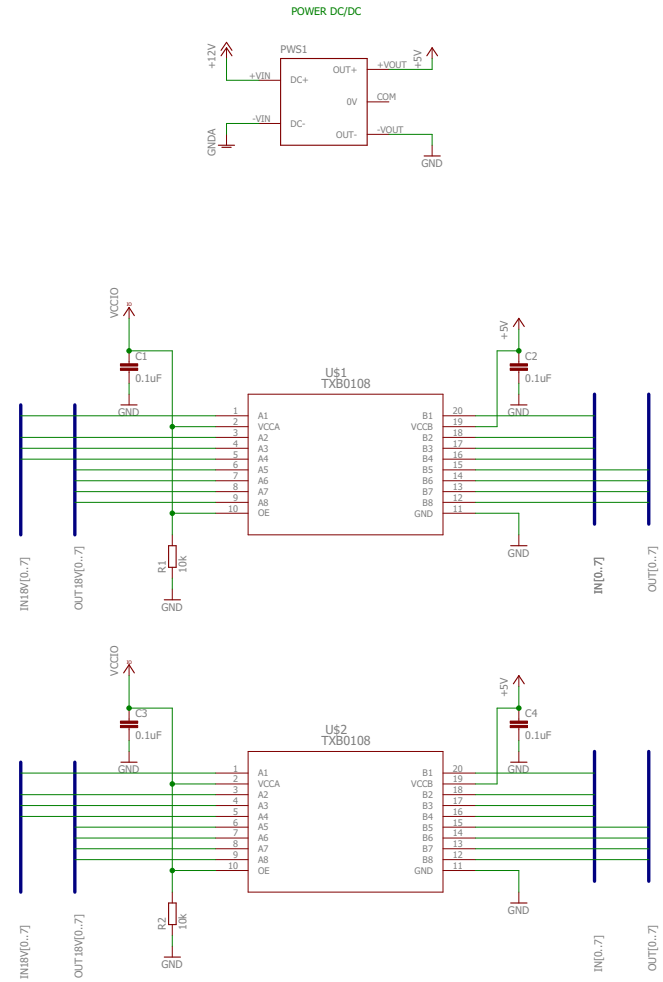 POWER DC/DC
+12V
PWS1
+5V
+VIN
DC+
OUT+
+VOUT
0V
COM
-VIN
DC-
OUT-
-VOUT
GNDA
GND
VCCIO
+5V
C1
0.1uF
GND
C2
0.1uF
GND
U$1
TXB0108
1 A1 B1 20
2 VCCA VCCB 19
3 A2 B2 18
4 A3 B3 17
5 A4 B4 16
6 A5 B5 15
7 A6 B6 14
8 A7 B7 13
9 A8 B8 12
10 OE GND 11
R1
10k
GND
GND
IN18V[0..7]
OUT18V[0..7]
IN[0..7]
OUT[0..7]
VCCIO
+5V
C3
0.1uF
GND
C4
0.1uF
GND
U$2
TXB0108
1 A1 B1 20
2 VCCA VCCB 19
3 A2 B2 18
4 A3 B3 17
5 A4 B4 16
6 A5 B5 15
7 A6 B6 14
8 A7 B7 13
9 A8 B8 12
10 OE GND 11
R2
10k
GND
GND
IN18V[0..7]
OUT18V[0..7]
IN[0..7]
OUT[0..7]